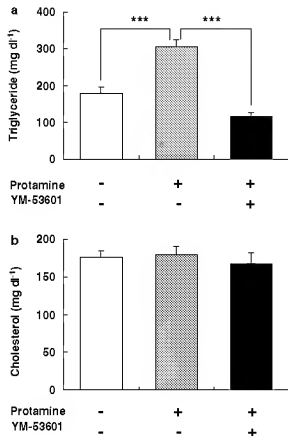 a
Triglyceride (mg dl-1)
400
300
200
100
0
***
***
Protamine - + +
YM-53601 - - +
b
Cholesterol (mg dl-1)
200
150
100
50
0
Protamine - + +
YM-53601 - - +